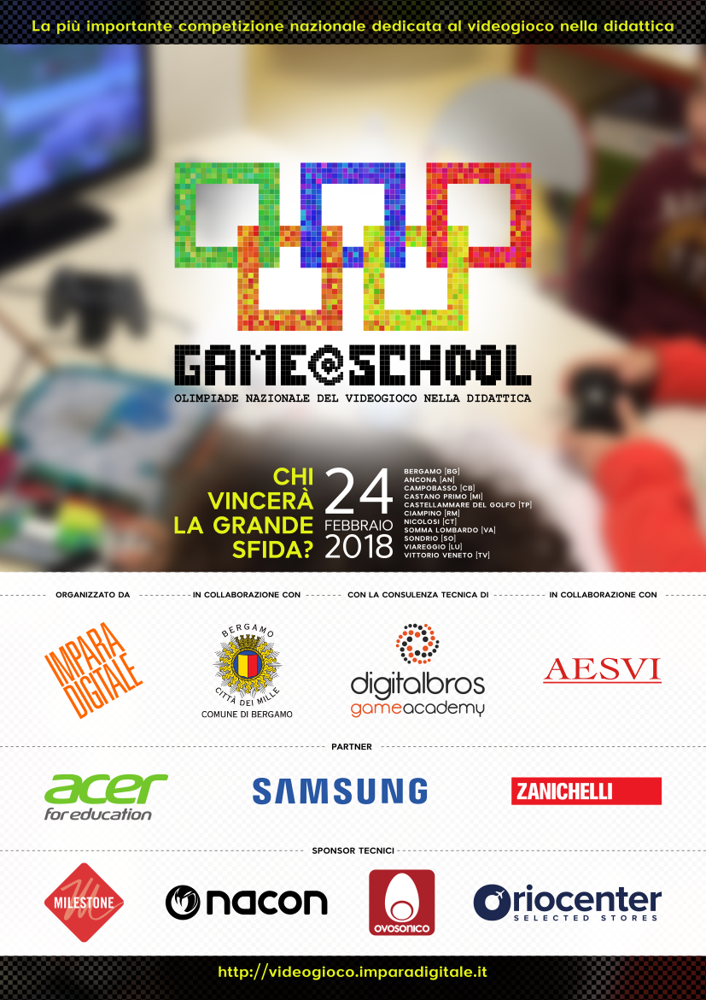 La più importante competizione nazionale dedicata al videogioco nella didattica
GAME@SCHOOL
OLIMPIADE NAZIONALE DEL VIDEOGIOCO NELLA DIDATTICA
CHI
VINCERÀ
LA GRANDE
SFIDA?
24
FEBBRAIO
2018
BERGAMO [BG]
ANCONA [AN]
CAMPOBASSO [CB]
CASTANO PRIMO [MI]
CASTELLAMMARE DEL GOLFO [TP]
CIAMPINO [RM]
NICOLOSI [CT]
SOMMA LOMBARDO [VA]
SONDRIO [SO]
VIAREGGIO [LU]
VITTORIO VENETO [TV]
ORGANIZZATO DA
IN COLLABORAZIONE CON
CON LA CONSULENZA TECNICA DI
IN COLLABORAZIONE CON
IMPARA
DIGITALE
BERGAMO
CITTÀ DEI MILLE
COMUNE DI BERGAMO
digitalbros
gameacademy
AESVI
PARTNER
acer
for education
SAMSUNG
ZANICHELLI
SPONSOR TECNICI
MILESTONE
nacon
OVOSONICO
Oriocenter
SELECTED STORES
http://videogioco.imparadigitale.it